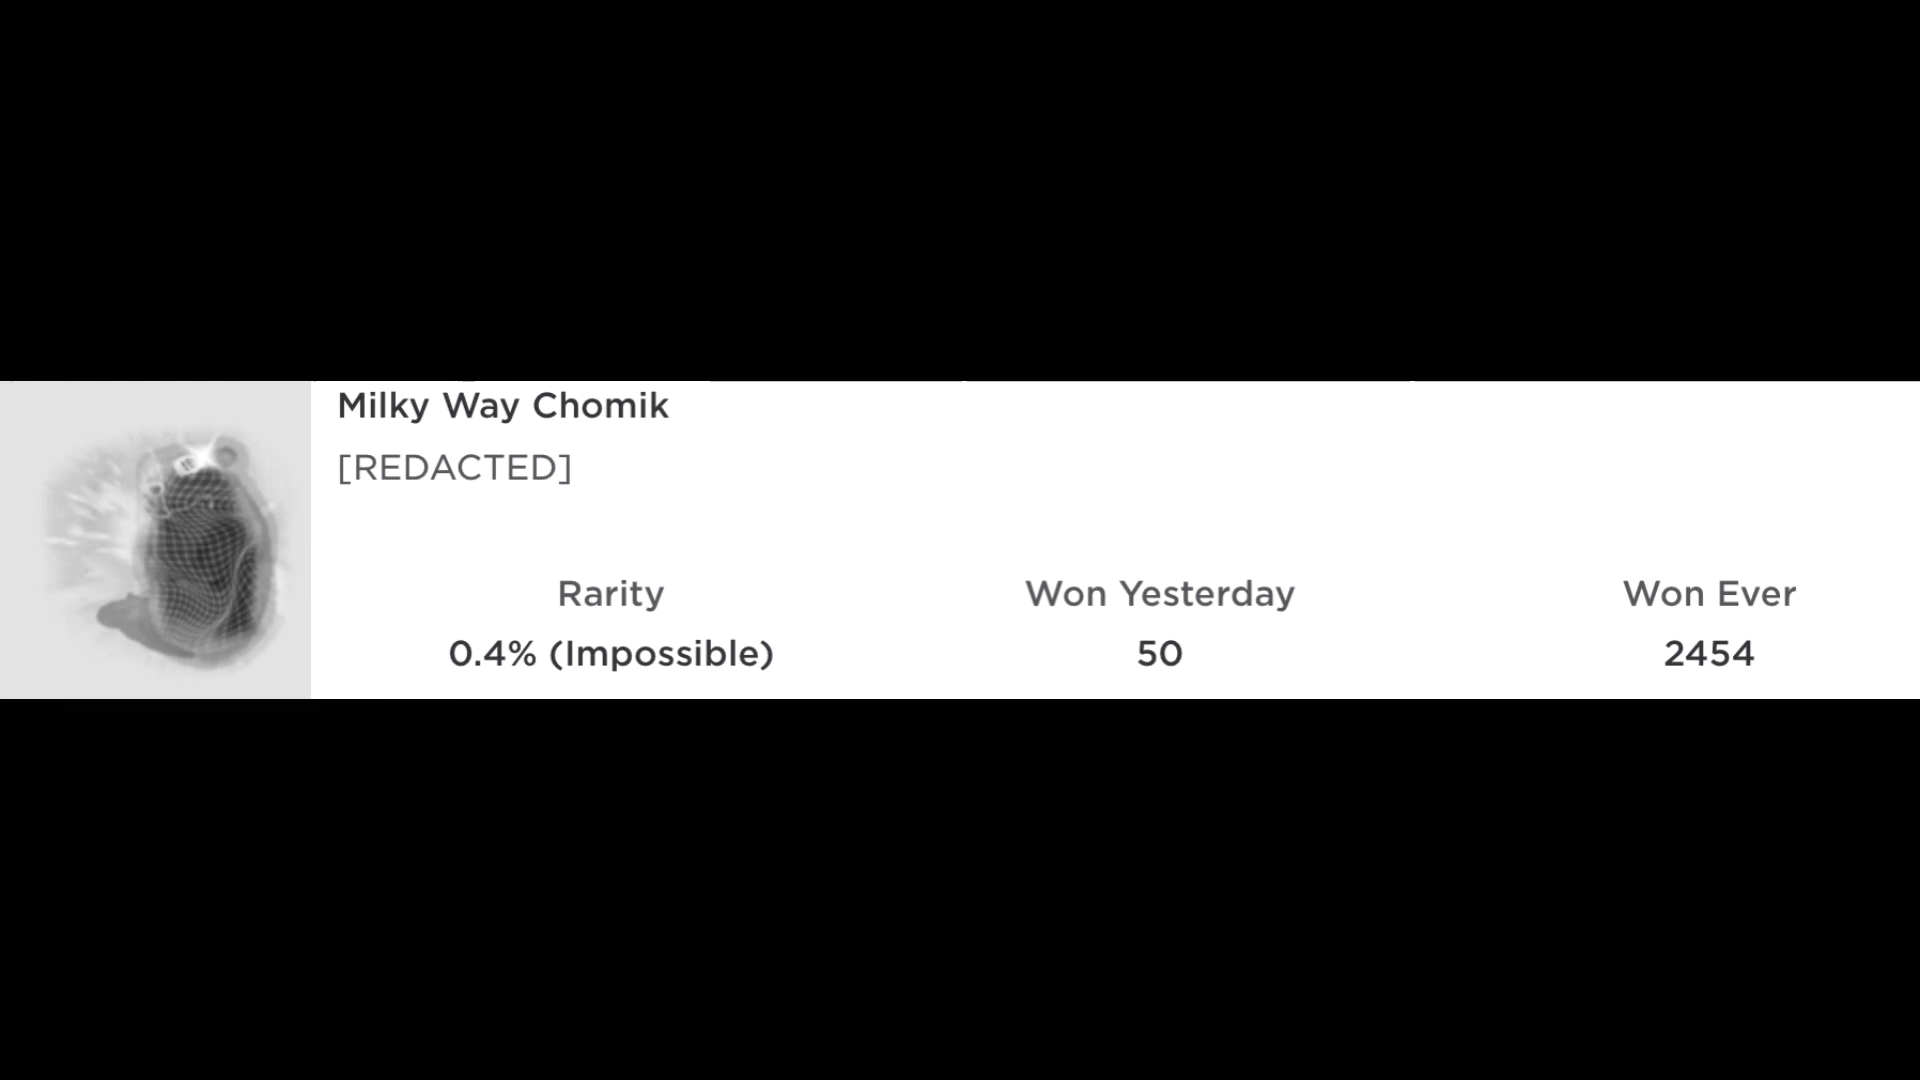 Milky Way Chomik
[REDACTED]
Rarity Won Yesterday Won Ever
0.4% (Impossible) 50 2454